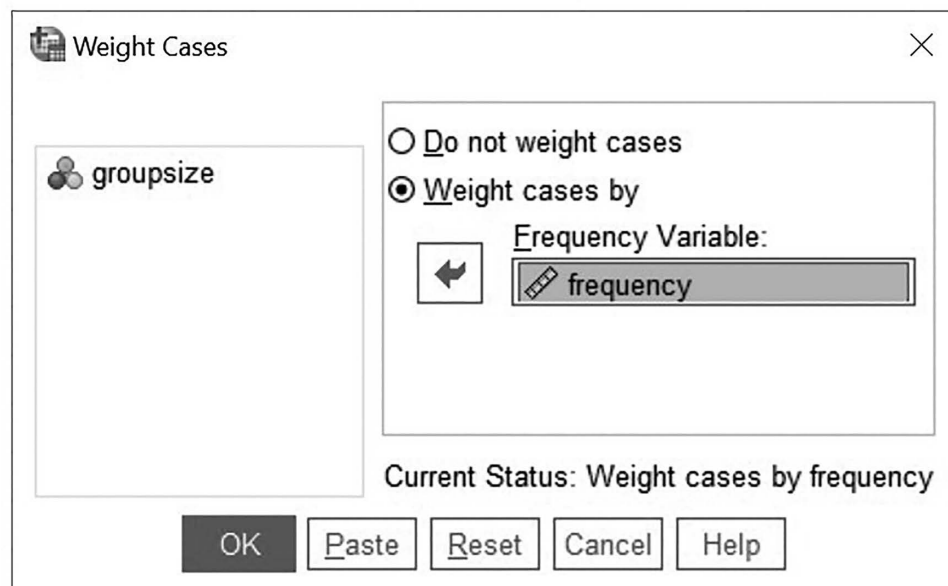 Weight Cases
groupsize
Do not weight cases
Weight cases by
Frequency Variable:
frequency
Current Status: Weight cases by frequency
OK Paste Reset Cancel Help